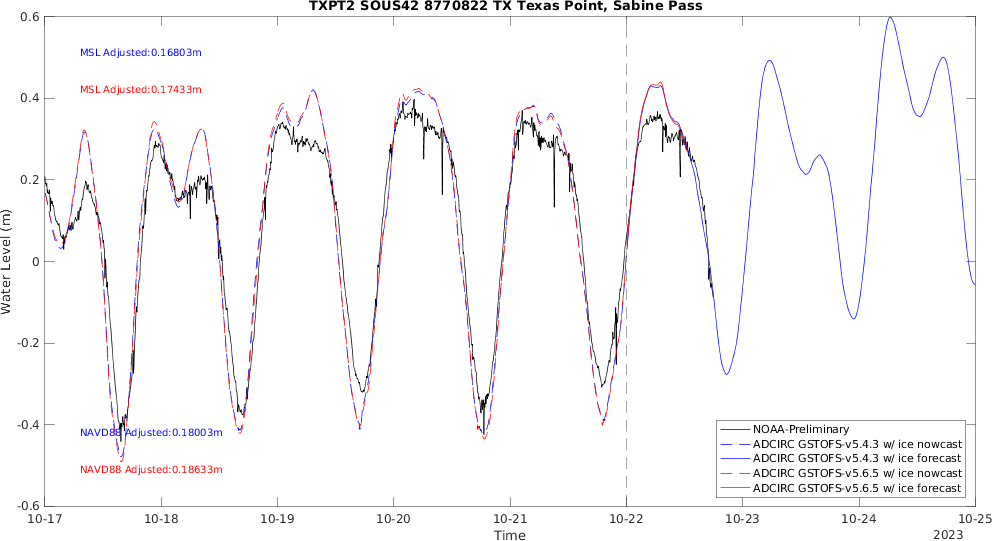 TXPT2 SOUS42 8770822 TX Texas Point, Sabine Pass
0.6
MSL Adjusted:0.16803m
0.4
MSL Adjusted:0.17433m
0.2
Water Level (m)
0
-0.2
-0.4
NAVD88 Adjusted:0.18003m
NAVD88 Adjusted:0.18633m
-0.6
NOAA-Preliminary
ADCIRC GSTOFS-v5.4.3 w/ ice nowcast
ADCIRC GSTOFS-v5.4.3 w/ ice forecast
ADCIRC GSTOFS-v5.6.5 w/ ice nowcast
ADCIRC GSTOFS-v5.6.5 w/ ice forecast
10-17 10-18 10-19 10-20 10-21 10-22 10-23 10-24 10-25
Time
2023